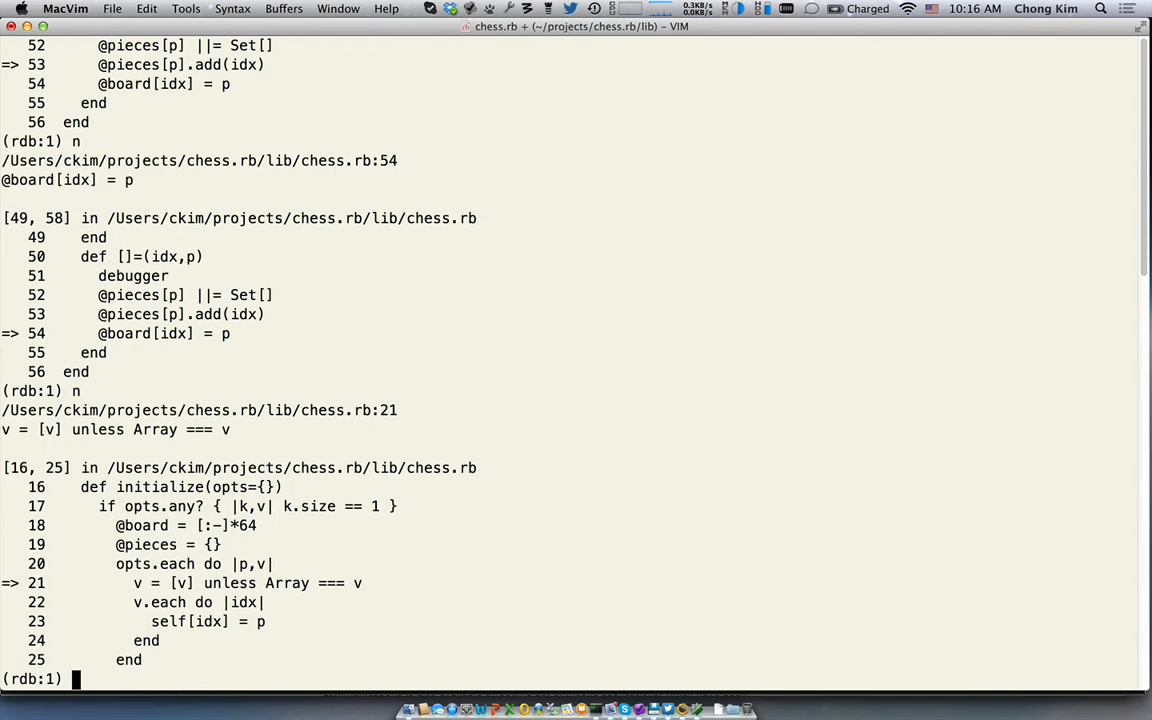 MacVim File Edit Tools Syntax Buffers Window Help 0.3KB/s 0.0KB/s Charged 10:16 AM Chong Kim
chess.rb + (~/projects/chess.rb/lib) – VIM
52 @pieces[p] ||= Set[]
=> 53 @pieces[p].add(idx)
54 @board[idx] = p
55 end
56 end
(rdb:1) n
/Users/ckim/projects/chess.rb/lib/chess.rb:54
@board[idx] = p
[49, 58] in /Users/ckim/projects/chess.rb/lib/chess.rb
49 end
50 def []=(idx,p)
51 debugger
52 @pieces[p] ||= Set[]
53 @pieces[p].add(idx)
=> 54 @board[idx] = p
55 end
56 end
(rdb:1) n
/Users/ckim/projects/chess.rb/lib/chess.rb:21
v = [v] unless Array === v
[16, 25] in /Users/ckim/projects/chess.rb/lib/chess.rb
16 def initialize(opts={})
17 if opts.any? { |k,v| k.size == 1 }
18 @board = [:-]*64
19 @pieces = {}
20 opts.each do |p,v|
=> 21 v = [v] unless Array === v
22 v.each do |idx|
23 self[idx] = p
24 end
25 end
(rdb:1)